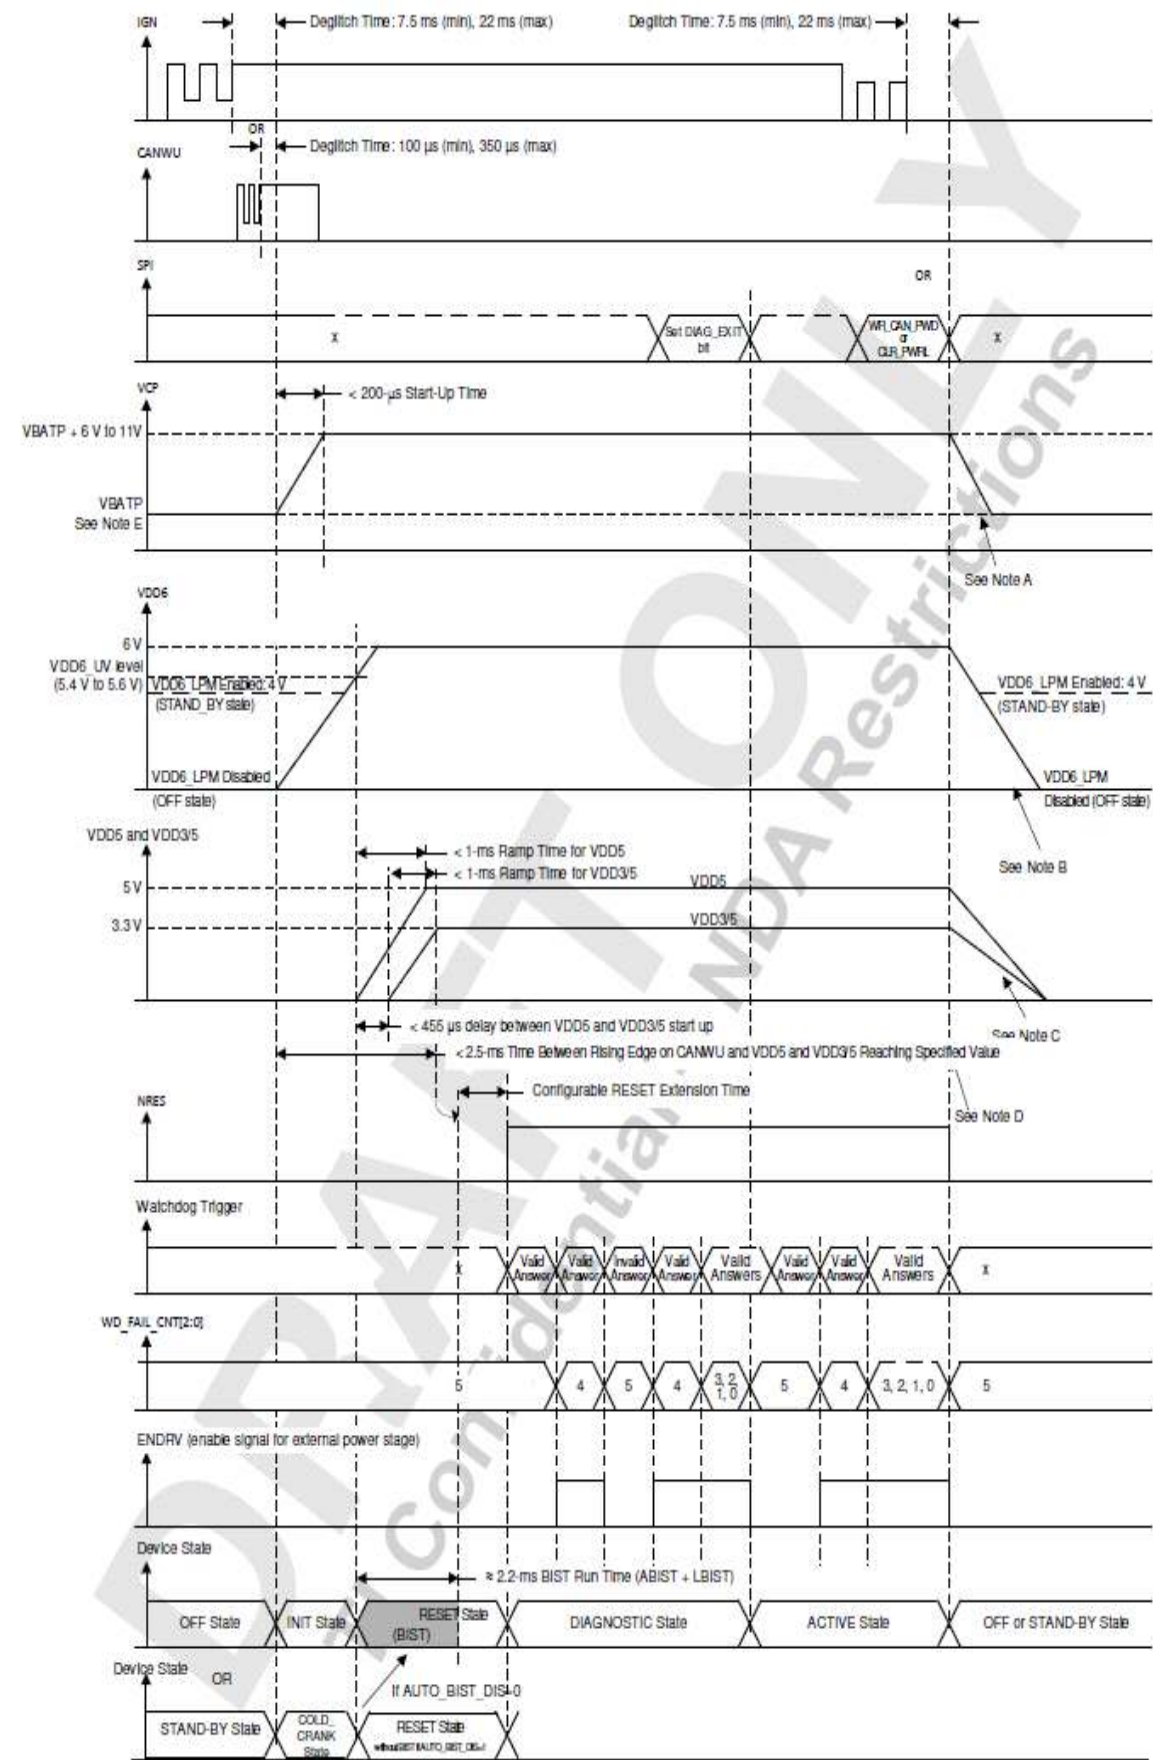 IGN
Deglitch Time: 7.5 ms (min), 22 ms (max)
Deglitch Time: 7.5 ms (min), 22 ms (max)
OR
CANWU
Deglitch Time: 100 µs (min), 350 µs (max)
SPI
OR
X
Set DIAG_EXIT
bit
WR_CAN_PWD
or
CLR_PWRL
X
VCP
< 200-µs Start-Up Time
VBATP + 6 V to 11V
VBATP
See Note E
See Note A
VDD6
6 V
VDD6_UV level
(5.4 V to 5.6 V)
VDD6_LPM Enabled: 4 V
(STAND_BY state)
VDD6_LPM Enabled: 4 V
(STAND-BY state)
VDD6_LPM Disabled
(OFF state)
VDD6_LPM
Disabled (OFF state)
VDD5 and VDD3/5
< 1-ms Ramp Time for VDD5
< 1-ms Ramp Time for VDD3/5
See Note B
5 V
VDD5
3.3 V
VDD3/5
< 455 µs delay between VDD5 and VDD3/5 start up
See Note C
< 2.5-ms Time Between Rising Edge on CANWU and VDD5 and VDD3/5 Reaching Specified Value
Configurable RESET Extension Time
NRES
See Note D
Watchdog Trigger
X
Valid
Answer
Valid
Answer
Invalid
Answer
Valid
Answer
Valid
Answers
Valid
Answer
Valid
Answer
Valid
Answers
X
WD_FAIL_CNT[2:0]
5
4
5
4
3, 2,
1, 0
5
4
3, 2, 1, 0
5
ENDRV (enable signal for external power stage)
Device State
≈ 2.2-ms BIST Run Time (ABIST + LBIST)
OFF State
INIT State
RESET State
(BIST)
DIAGNOSTIC State
ACTIVE State
OFF or STAND-BY State
Device State
OR
If AUTO_BIST_DIS=0
STAND-BY State
COLD_
CRANK
State
RESET State
without BIST if AUTO_BIST_DIS=1
DRAFT ONLY
TI Confidential NDA Restrictions